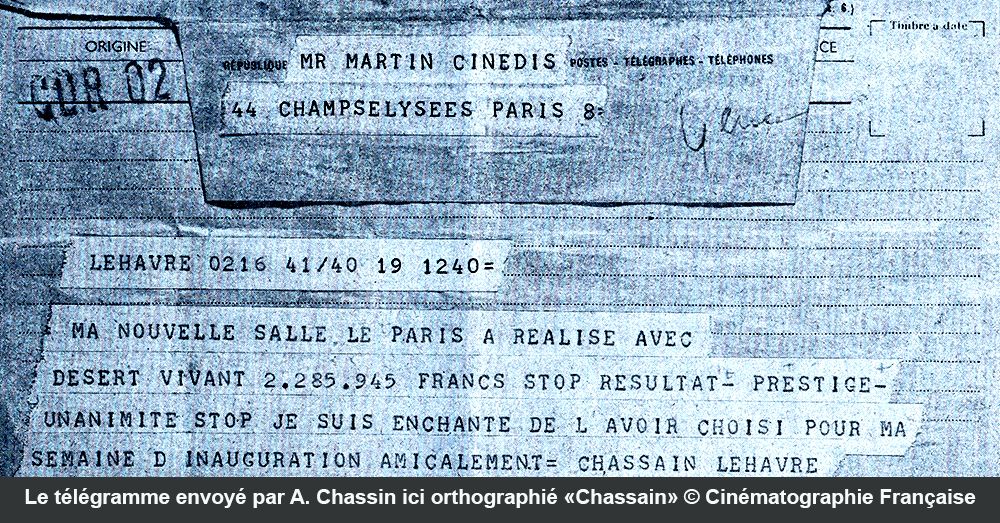 A. 6.)
Timbre à date
ORIGINE
CDR 02
RÉPUBLIQUE MR MARTIN CINEDIS POSTES - TÉLÉGRAPHES - TÉLÉPHONES
44 CHAMPSELYSEES PARIS 8=
LEHAVRE 0216 41/40 19 1240=
MA NOUVELLE SALLE LE PARIS A REALISE AVEC
DESERT VIVANT 2.285.945 FRANCS STOP RESULTAT- PRESTIGE-
UNANIMITE STOP JE SUIS ENCHANTE DE L AVOIR CHOISI POUR MA
SEMAINE D INAUGURATION AMICALEMENT= CHASSAIN LEHAVRE
Le télégramme envoyé par A. Chassin ici orthographié «Chassain» © Cinématographie Française